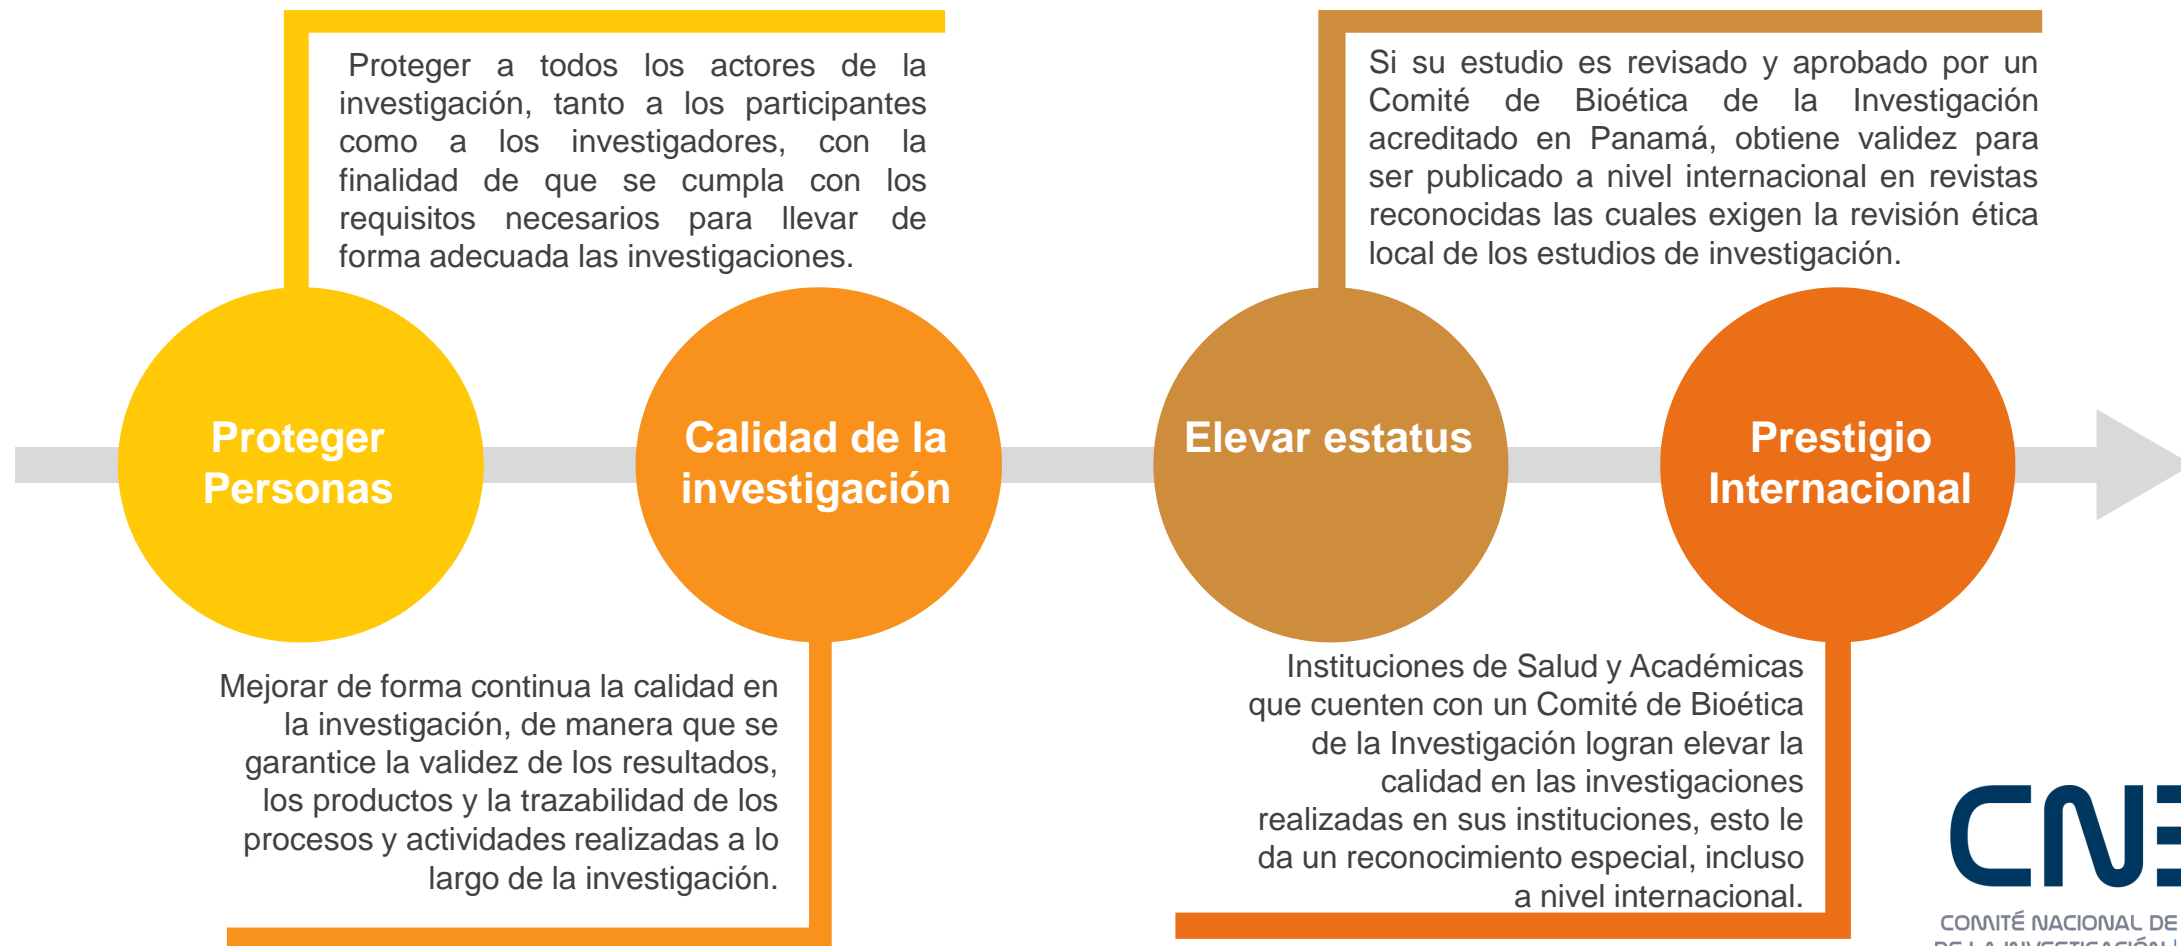 Proteger a todos los actores de la
investigación, tanto a los participantes
como a los investigadores, con la
finalidad de que se cumpla con los
requisitos necesarios para llevar de
forma adecuada las investigaciones.
Si su estudio es revisado y aprobado por un
Comité de Bioética de la Investigación
acreditado en Panamá, obtiene validez para
ser publicado a nivel internacional en revistas
reconocidas las cuales exigen la revisión ética
local de los estudios de investigación.
Proteger
Personas
Calidad de la
investigación
Elevar estatus
Prestigio
Internacional
Mejorar de forma continua la calidad en
la investigación, de manera que se
garantice la validez de los resultados,
los productos y la trazabilidad de los
procesos y actividades realizadas a lo
largo de la investigación.
Instituciones de Salud y Académicas
que cuenten con un Comité de Bioética
de la Investigación logran elevar la
calidad en las investigaciones
realizadas en sus instituciones, esto le
da un reconocimiento especial, incluso
a nivel internacional.
CNE
COMITÉ NACIONAL DE
DE LA INVESTIGACIÓN